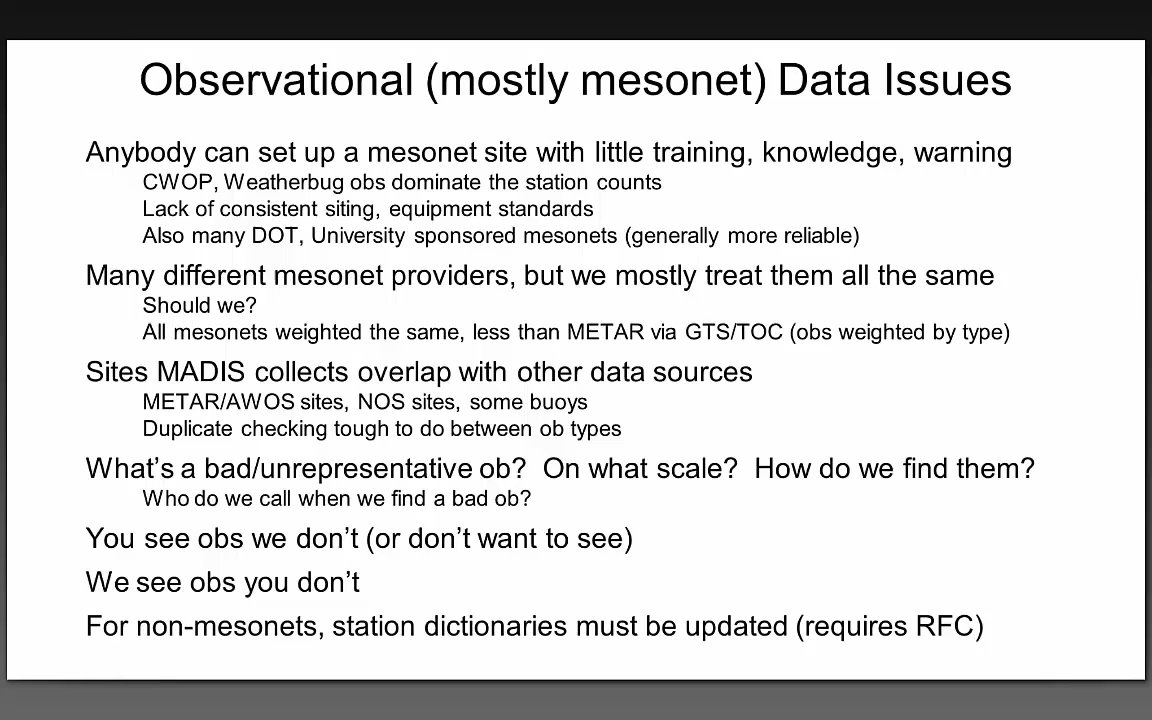 Observational (mostly mesonet) Data Issues
Anybody can set up a mesonet site with little training, knowledge, warning
CWOP, Weatherbug obs dominate the station counts
Lack of consistent siting, equipment standards
Also many DOT, University sponsored mesonets (generally more reliable)
Many different mesonet providers, but we mostly treat them all the same
Should we?
All mesonets weighted the same, less than METAR via GTS/TOC (obs weighted by type)
Sites MADIS collects overlap with other data sources
METAR/AWOS sites, NOS sites, some buoys
Duplicate checking tough to do between ob types
What’s a bad/unrepresentative ob? On what scale? How do we find them?
Who do we call when we find a bad ob?
You see obs we don’t (or don’t want to see)
We see obs you don’t
For non-mesonets, station dictionaries must be updated (requires RFC)